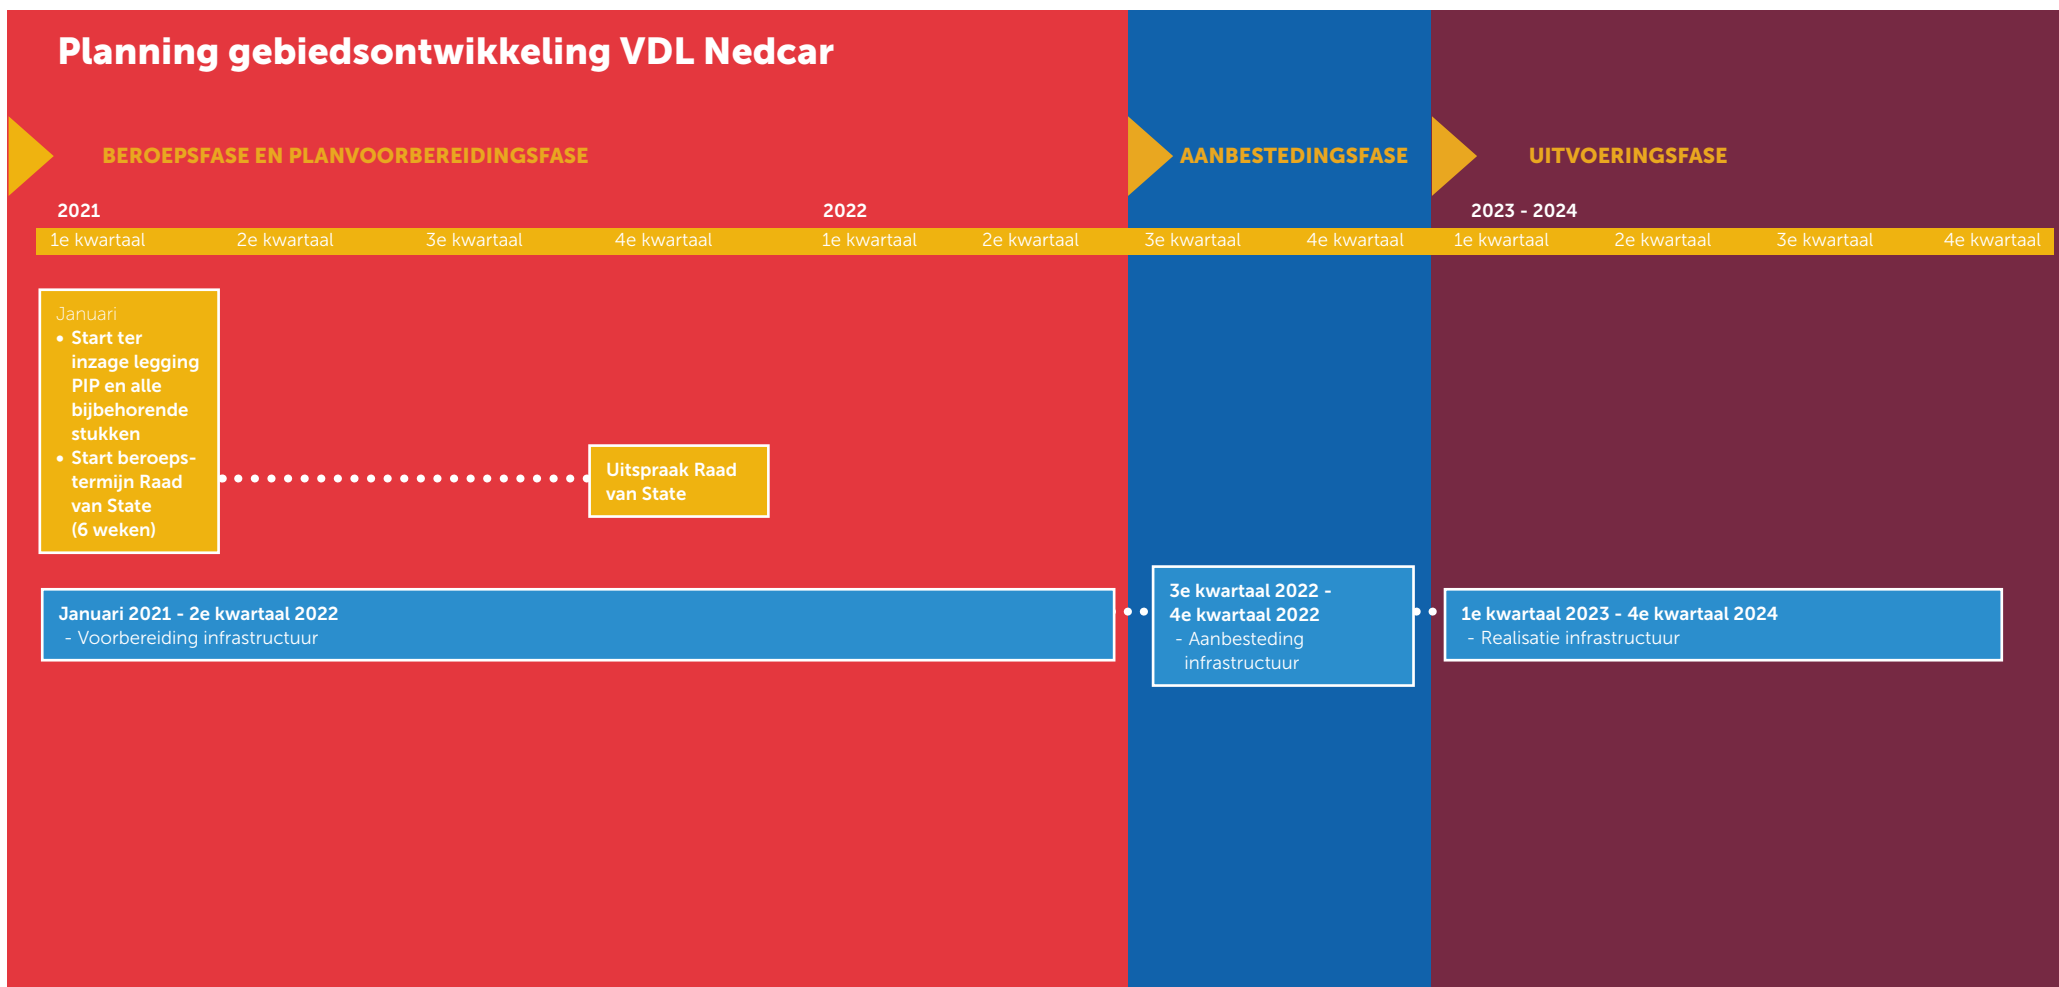 Planning gebiedsontwikkeling VDL Nedcar
BEROEPSFASE EN PLANVOORBEREIDINGSFASE
AANBESTEDINGSFASE
UITVOERINGSFASE
2021
2022
2023 - 2024
1e kwartaal
2e kwartaal
3e kwartaal
4e kwartaal
1e kwartaal
2e kwartaal
3e kwartaal
4e kwartaal
1e kwartaal
2e kwartaal
3e kwartaal
4e kwartaal
Januari
• Start ter
inzage legging
PIP en alle
bijbehorende
stukken
• Start beroeps-
termijn Raad
van State
(6 weken)
Uitspraak Raad
van State
Januari 2021 - 2e kwartaal 2022
- Voorbereiding infrastructuur
3e kwartaal 2022 -
4e kwartaal 2022
- Aanbesteding
infrastructuur
1e kwartaal 2023 - 4e kwartaal 2024
- Realisatie infrastructuur